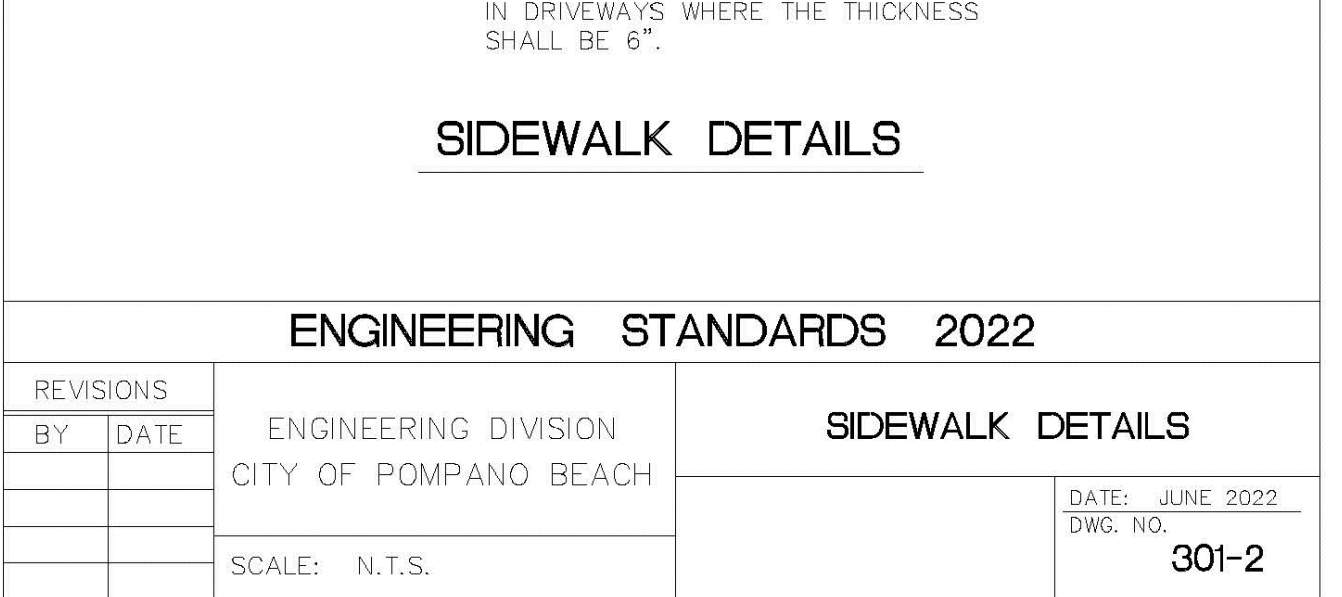 IN DRIVEWAYS WHERE THE THICKNESS
SHALL BE 6”.
SIDEWALK DETAILS
ENGINEERING STANDARDS 2022
REVISIONS
BY DATE
ENGINEERING DIVISION
CITY OF POMPANO BEACH
SCALE: N.T.S.
SIDEWALK DETAILS
DATE: JUNE 2022
DWG. NO.
301-2